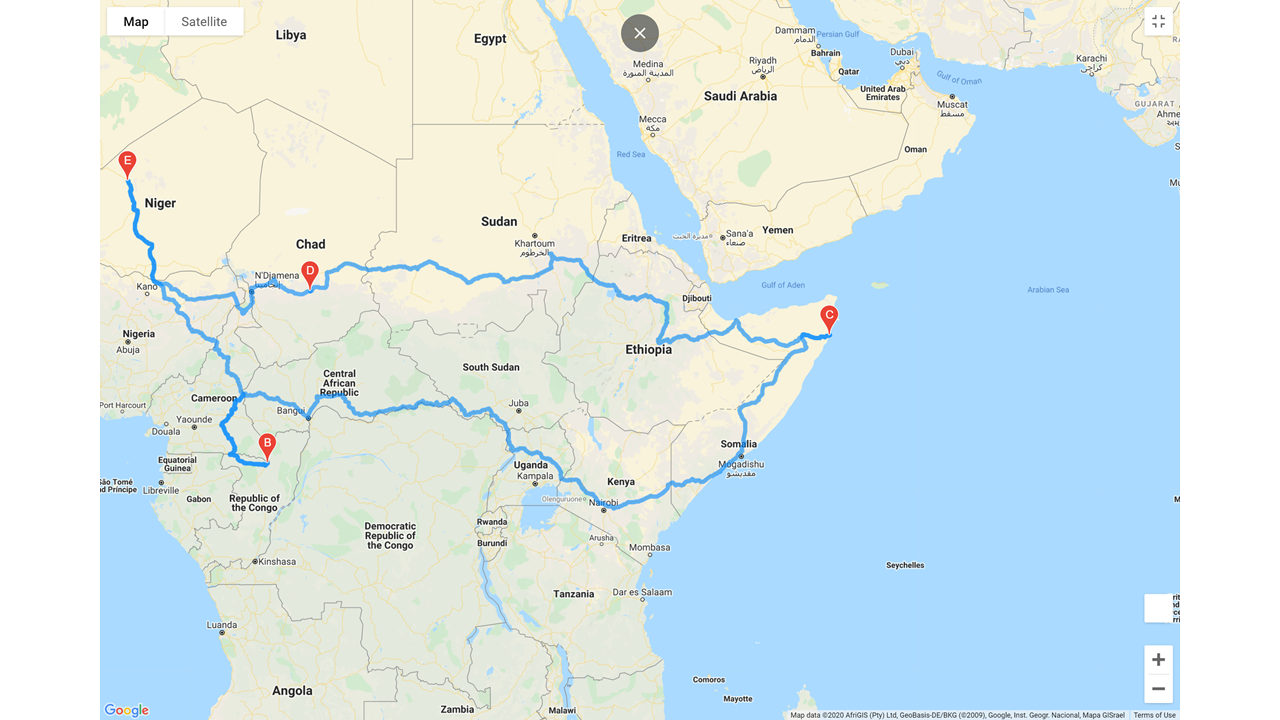 Map
Satellite
Libya
Egypt
Dammam
الدمام
Persian Gulf
Bahrain
Dubai
دبي
Karachi
كراچی
Medina
المدينة المنورة
Riyadh
الرياض
Qatar
Gulf of Oman
Saudi Arabia
United Arab
Emirates
Muscat
مسقط
GUJARAT
Ahme
Mecca
مكة
Oman
Red Sea
E
Niger
Sudan
Sana'a
صنعاء
Yemen
Chad
Khartoum
الخرطوم
Eritrea
مديرية الجبت
D
N'Djamena
إنجامينا
Kano
Gulf of Aden
Arabian Sea
Djibouti
C
Nigeria
Abuja
Ethiopia
South Sudan
Central
African
Republic
Cameroon
Port Harcourt
Bangui
Juba
Yaounde
Douala
B
Somalia
Mogadishu
مقديشو
Equatorial
Guinea
Uganda
Kampala
São Tomé
and Príncipe
Libreville
Gabon
Republic of
the Congo
Kenya
Olenguruone
Nairobi
Rwanda
Burundi
Democratic
Republic of
the Congo
Arusha
Mombasa
Kinshasa
Seychelles
Tanzania
Dar es Salaam
Luanda
Comoros
Mayotte
Angola
Zambia
Malawi
Google
Map data ©2020 AfriGIS (Pty) Ltd, GeoBasis-DE/BKG (©2009), Google, Inst. Geogr. Nacional, Mapa GISrael
Terms of Use